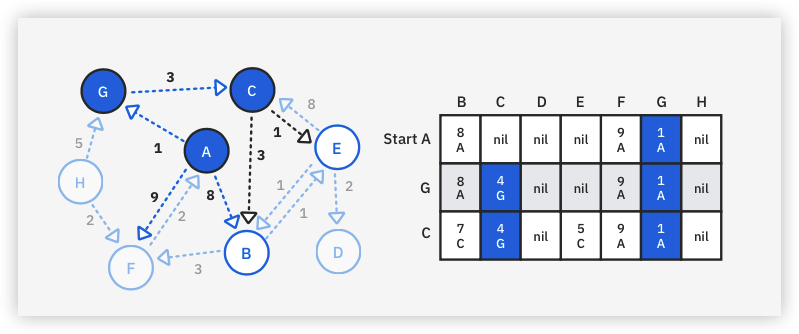 3
G
C
8
1
E
5
1
A
3
H
9
8
1
2
2
2
1
B
D
F
3
B C D E F G H
Start A 8 nil nil nil 9 1 nil
A A A
G 8 4 nil nil 9 1 nil
A G A A
C 7 4 nil 5 9 1 nil
C G C A A